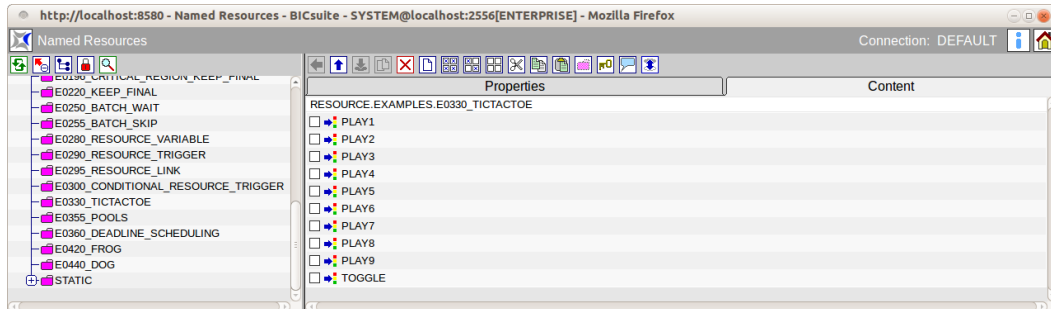 http://localhost:8580 - Named Resources - BICsuite - SYSTEM@localhost:2556[ENTERPRISE] - Mozilla Firefox
Named Resources
Connection: DEFAULT
E0190_CRITICAL_REGION_KEEP_FINAL
E0220_KEEP_FINAL
E0250_BATCH_WAIT
E0255_BATCH_SKIP
E0280_RESOURCE_VARIABLE
E0290_RESOURCE_TRIGGER
E0295_RESOURCE_LINK
E0300_CONDITIONAL_RESOURCE_TRIGGER
E0330_TICTACTOE
E0355_POOLS
E0360_DEADLINE_SCHEDULING
E0420_FROG
E0440_DOG
STATIC
Properties
Content
RESOURCE.EXAMPLES.E0330_TICTACTOE
PLAY1
PLAY2
PLAY3
PLAY4
PLAY5
PLAY6
PLAY7
PLAY8
PLAY9
TOGGLE